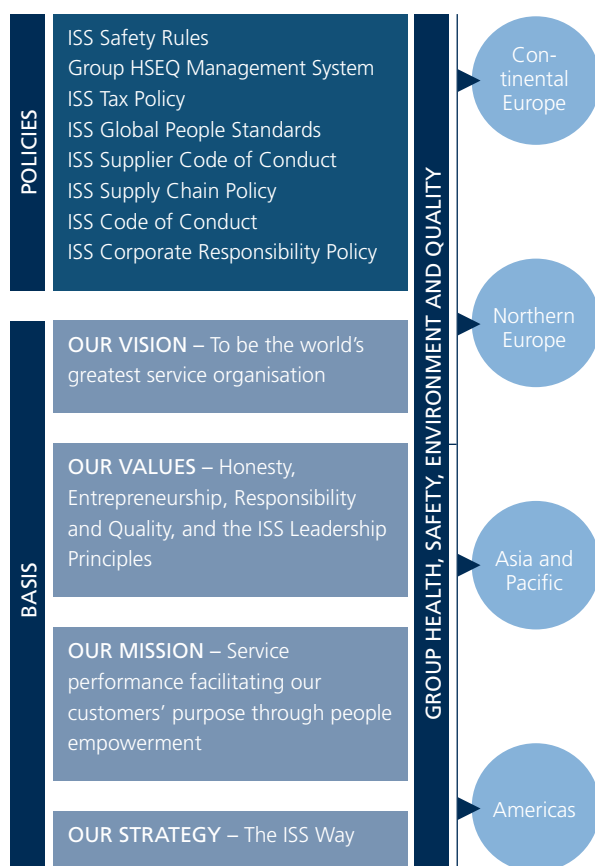 POLICIES
ISS Safety Rules
Group HSEQ Management System
ISS Tax Policy
ISS Global People Standards
ISS Supplier Code of Conduct
ISS Supply Chain Policy
ISS Code of Conduct
ISS Corporate Responsibility Policy
BASIS
OUR VISION – To be the world's
greatest service organisation
OUR VALUES – Honesty,
Entrepreneurship, Responsibility
and Quality, and the ISS Leadership
Principles
OUR MISSION – Service
performance facilitating our
customers' purpose through people
empowerment
OUR STRATEGY – The ISS Way
GROUP HEALTH, SAFETY, ENVIRONMENT AND QUALITY
Con-
tinental
Europe
Northern
Europe
Asia and
Pacific
Americas